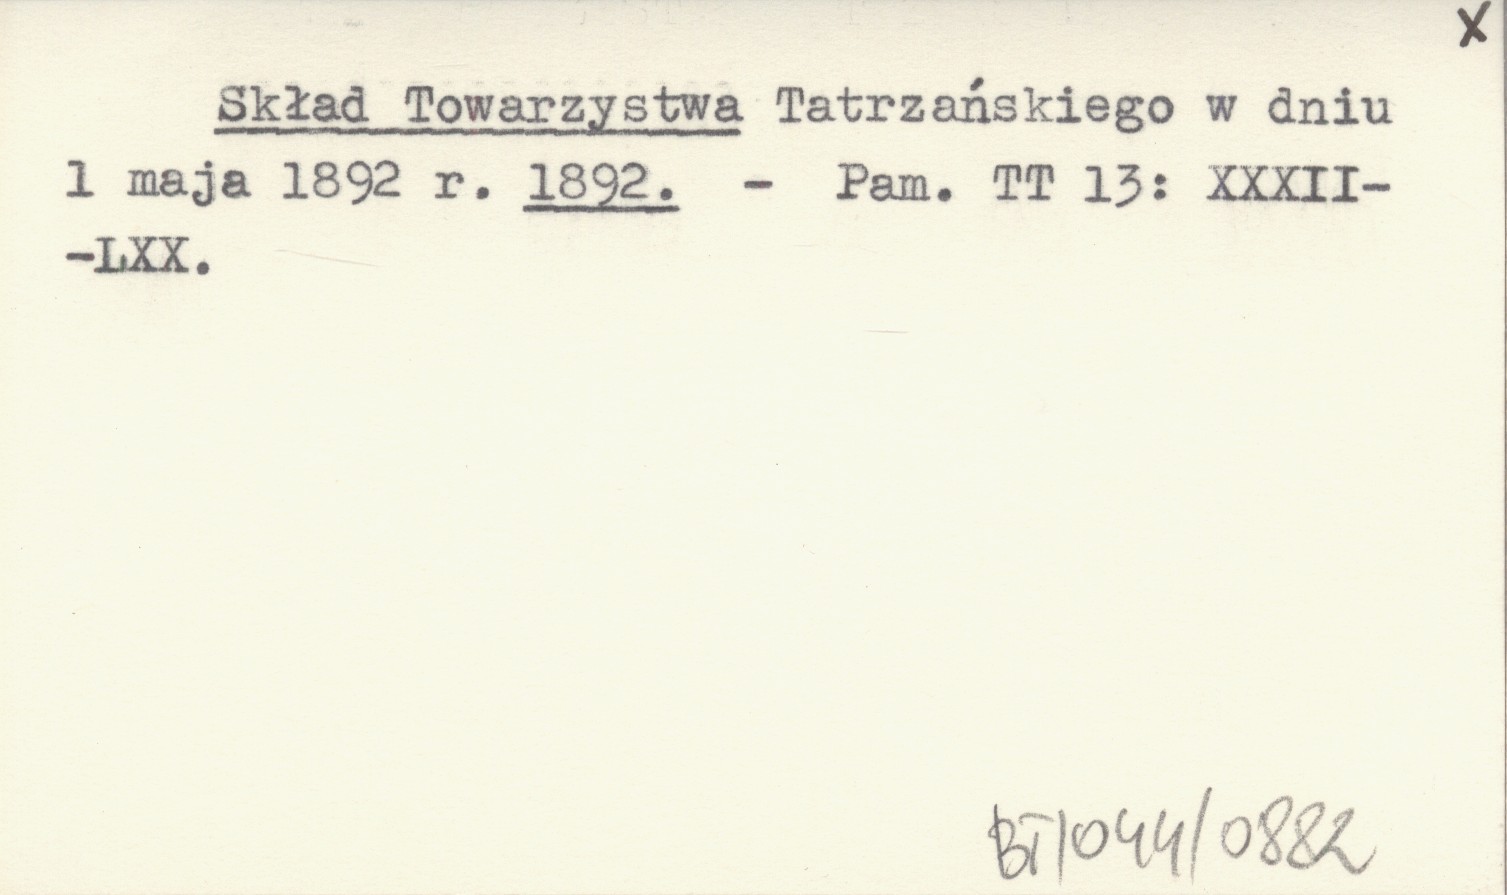 x
Skład Towarzystwa Tatrzańskiego w dniu
1 maja 1892 r. 1892. - Pam. TT 13: XXXII-
-LXX.
BT/044/0882